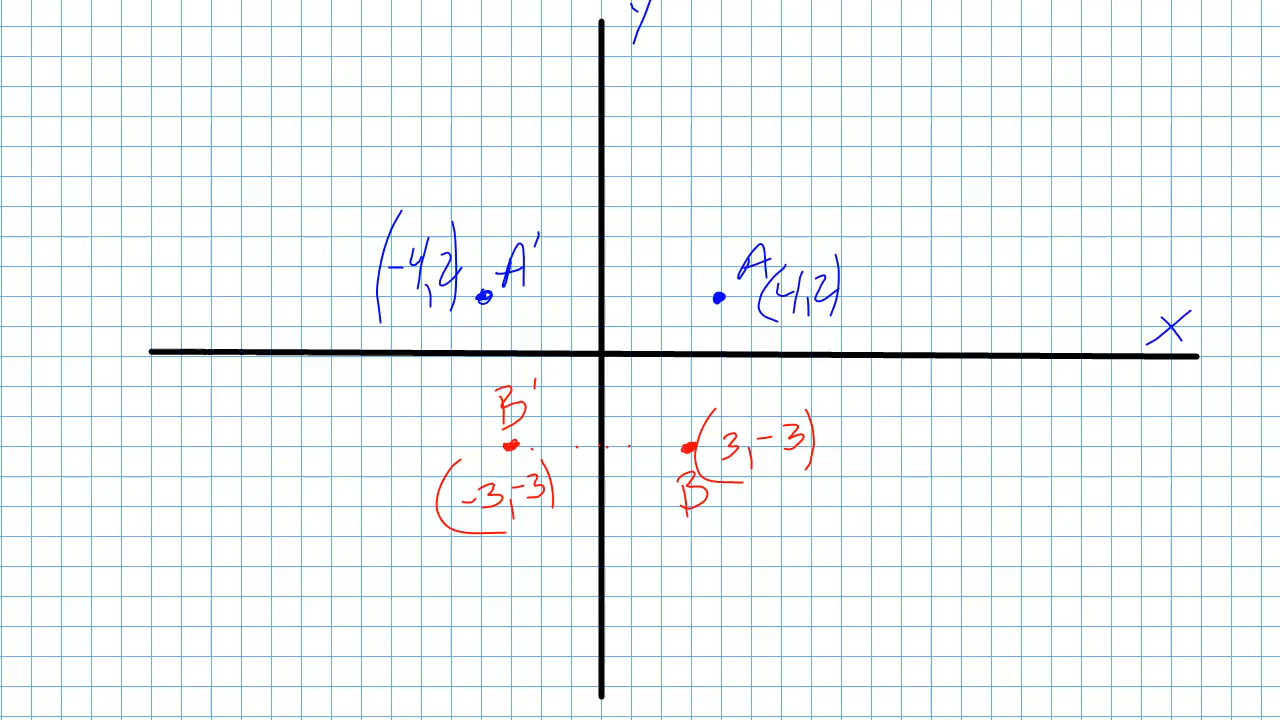 y
(-4,2) A'
A (4,2)
x
B'
(3,-3)
(-3,-3)
B